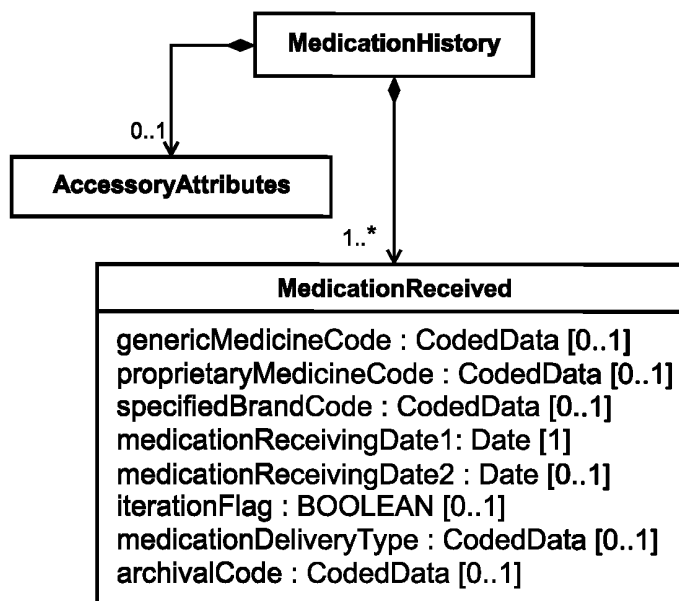 MedicationHistory
0..1
AccessoryAttributes
1..*
MedicationReceived
genericMedicineCode : CodedData [0..1]
proprietaryMedicineCode : CodedData [0..1]
specifiedBrandCode : CodedData [0..1]
medicationReceivingDate1: Date [1]
medicationReceivingDate2 : Date [0..1]
iterationFlag : BOOLEAN [0..1]
medicationDeliveryType : CodedData [0..1]
archivalCode : CodedData [0..1]